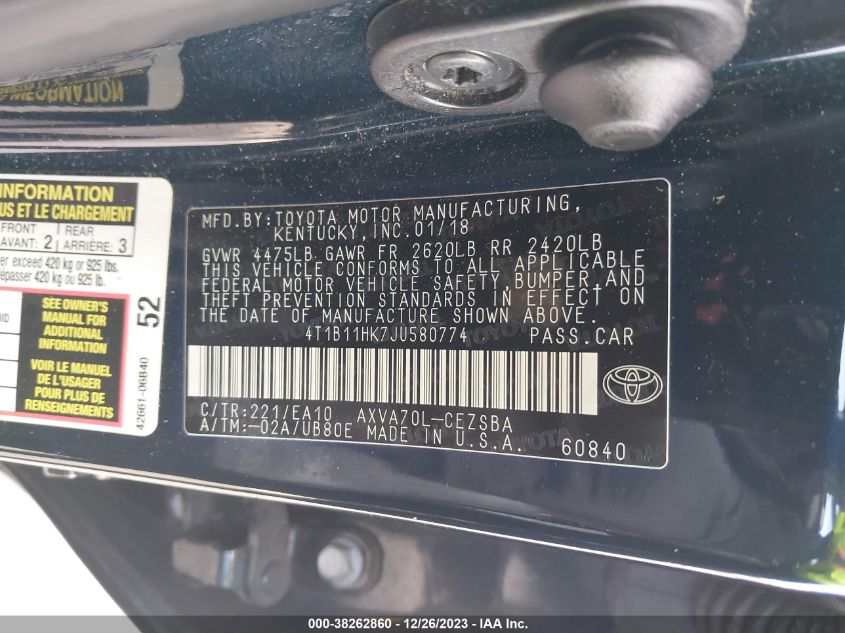 INFORMATION
INFORMATION
US ET LE CHARGEMENT
FRONT
AVANT: 2
REAR
ARRIÈRE: 3
er exceed 420 kg or 925 lbs.
épasser 420 kg ou 925 lb.
ND
SEE OWNER'S
MANUAL FOR
ADDITIONAL
INFORMATION
VOIR LE MANUEL
DE L'USAGER
POUR PLUS DE
RENSEIGNEMENTS
52
42661-06B40
MFD.BY:TOYOTA MOTOR MANUFACTURING,
KENTUCKY,INC.01/18
GVWR 4475LB GAWR FR 2620LB RR 2420LB
THIS VEHICLE CONFORMS TO ALL APPLICABLE
FEDERAL MOTOR VEHICLE SAFETY,BUMPER,AND
THEFT PREVENTION STANDARDS IN EFFECT ON
THE DATE OF MANUFACTURE SHOWN ABOVE.
4T1B11HK7JU580774 PASS.CAR
C/TR:221/EA10 AXVA70L-CEZSBA
A/TM:-02A/UB80E MADE IN U.S.A. 60840
000-38262860 - 12/26/2023 - IAA Inc.